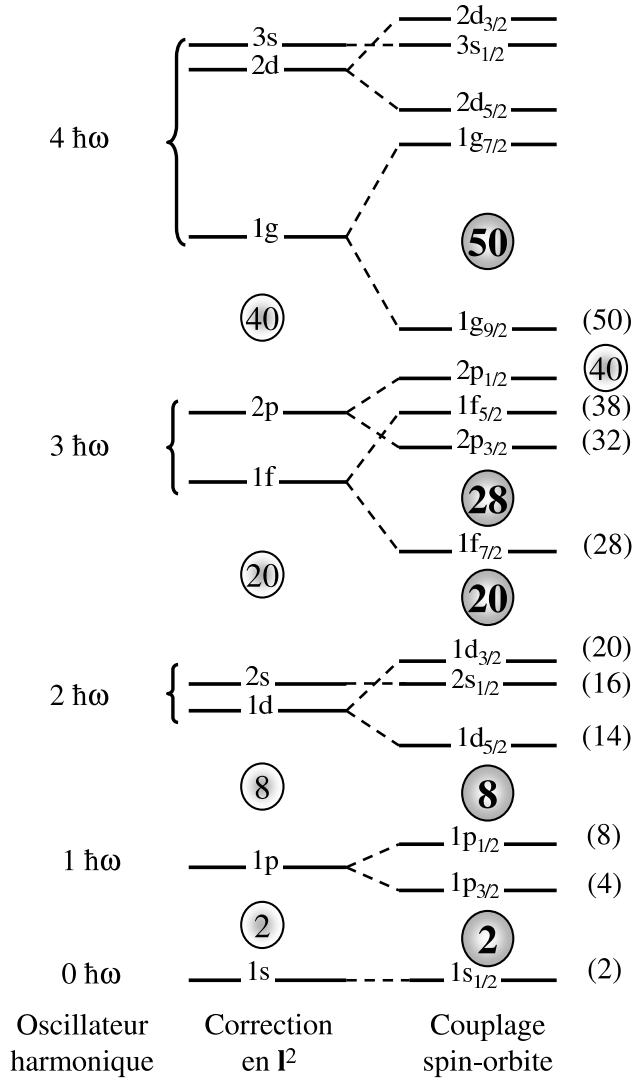 2d3/2
3s 3s1/2
2d
2d5/2
4 ħω 1g7/2
1g 50
40 1g9/2 (50)
2p1/2 40
2p 1f5/2 (38)
3 ħω 2p3/2 (32)
1f 28
1f7/2 (28)
20 20
1d3/2 (20)
2s 2s1/2 (16)
2 ħω 1d
1d5/2 (14)
8 8
1p1/2 (8)
1 ħω 1p
1p3/2 (4)
2 2
0 ħω 1s 1s1/2 (2)
Oscillateur Correction Couplage
harmonique en l² spin-orbite